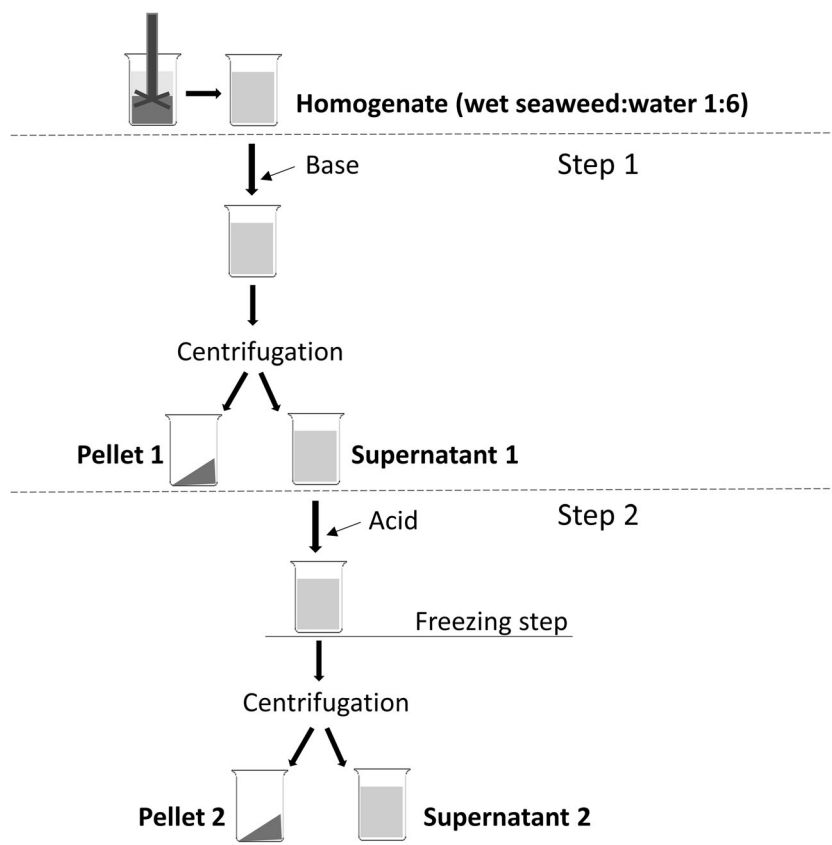 Homogenate (wet seaweed:water 1:6)
Base
Step 1
Centrifugation
Pellet 1
Supernatant 1
Acid
Step 2
Freezing step
Centrifugation
Pellet 2
Supernatant 2